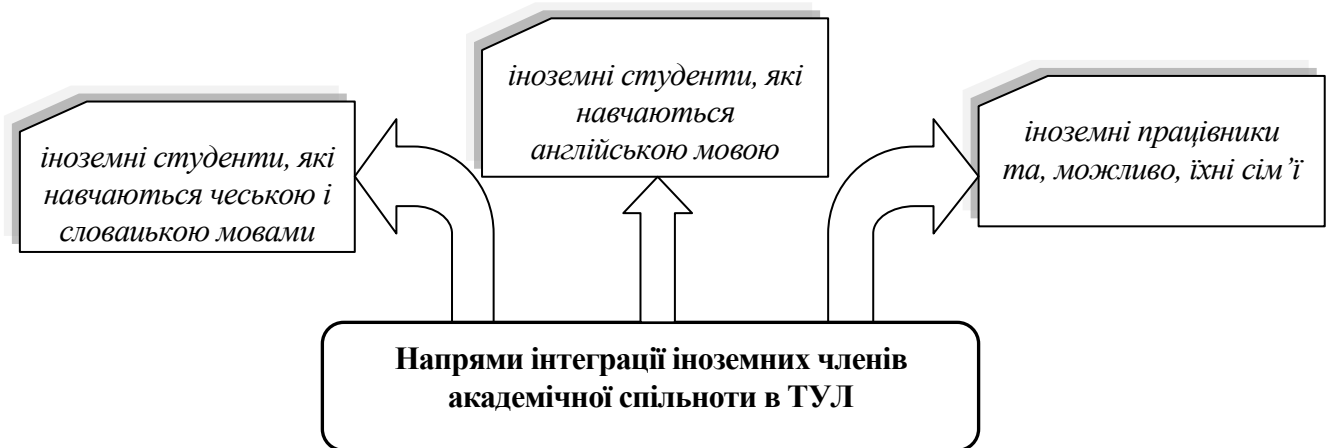 іноземні студенти, які
навчаються чеською і
словацькою мовами
іноземні студенти, які
навчаються
англійською мовою
іноземні працівники
та, можливо, їхні сім’ї
Напрями інтеграції іноземних членів
академічної спільноти в ТУЛ